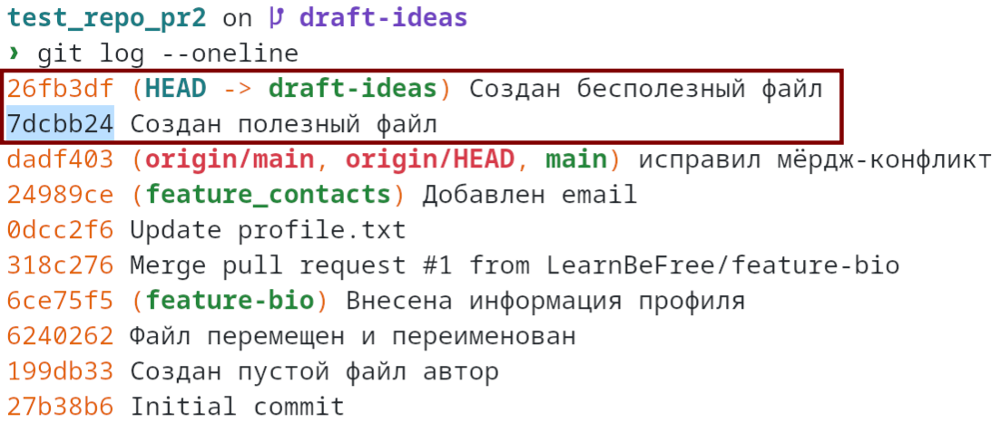 test_repo_pr2 on draft-ideas
› git log --oneline
26fb3df (HEAD -> draft-ideas) Создан бесполезный файл
7dcbb24 Создан полезный файл
dadf403 (origin/main, origin/HEAD, main) исправил мёрдж-конфликт
24989ce (feature_contacts) Добавлен email
0dcc2f6 Update profile.txt
318c276 Merge pull request #1 from LearnBeFree/feature-bio
6ce75f5 (feature-bio) Внесена информация профиля
6240262 Файл перемещен и переименован
199db33 Создан пустой файл автор
27b38b6 Initial commit